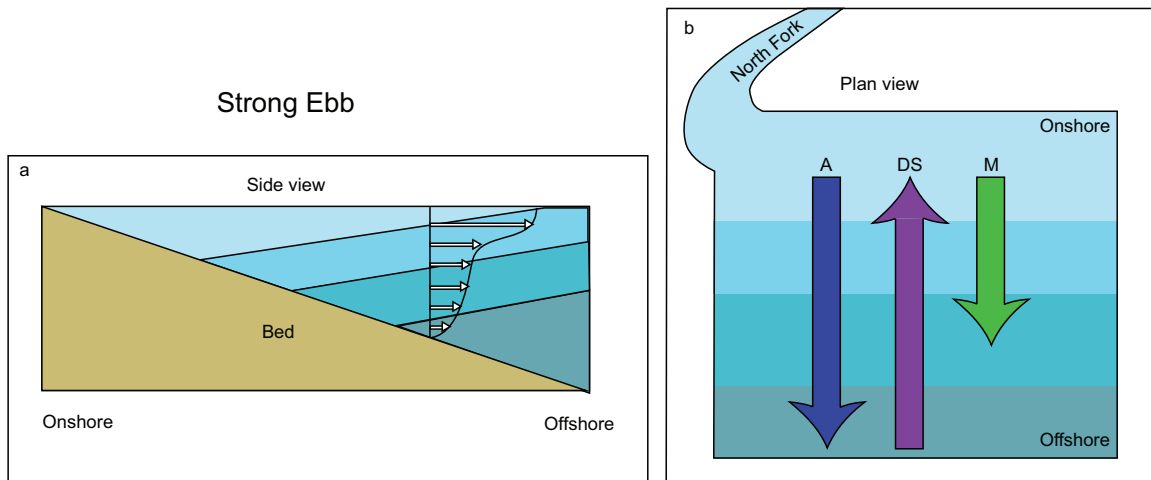 Strong Ebb
a
Side view
Bed
Onshore
Offshore
b
North Fork
Plan view
Onshore
A
DS
M
Offshore